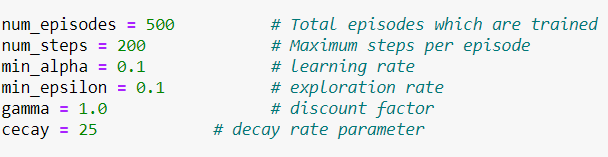 num_episodes = 500 # Total episodes which are trained
num_steps = 200 # Maximum steps per episode
min_alpha = 0.1 # learning rate
min_epsilon = 0.1 # exploration rate
gamma = 1.0 # discount factor
cecay = 25 # decay rate parameter